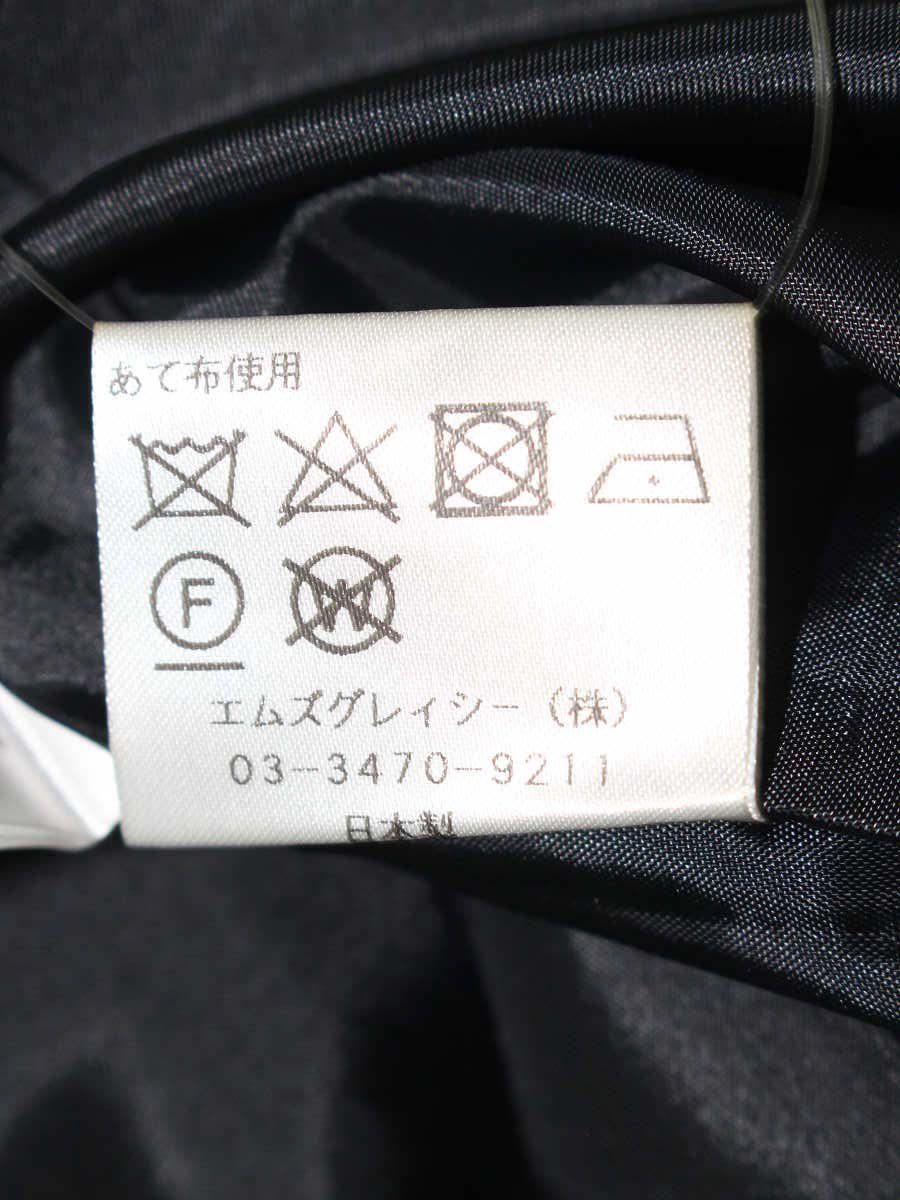 あて布使用
F
W
エムズグレイシー（株）
03-3470-9211
日本製